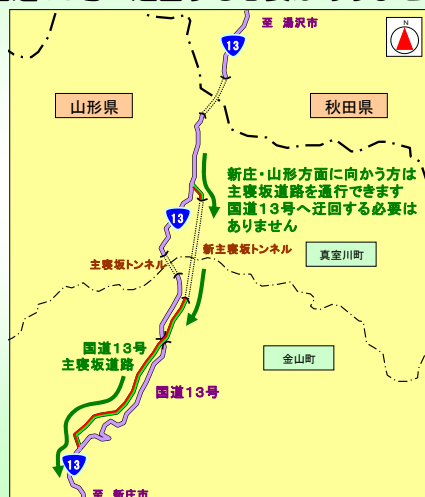 13
至 湯沢市
N
山形県
秋田県
新庄・山形方面に向かう方は
主寝坂道路を通行できます
国道13号へ迂回する必要は
ありません
13
新主寝坂トンネル
真室川町
主寝坂トンネル
国道13号
主寝坂道路
金山町
国道13号
13
至 新庄市